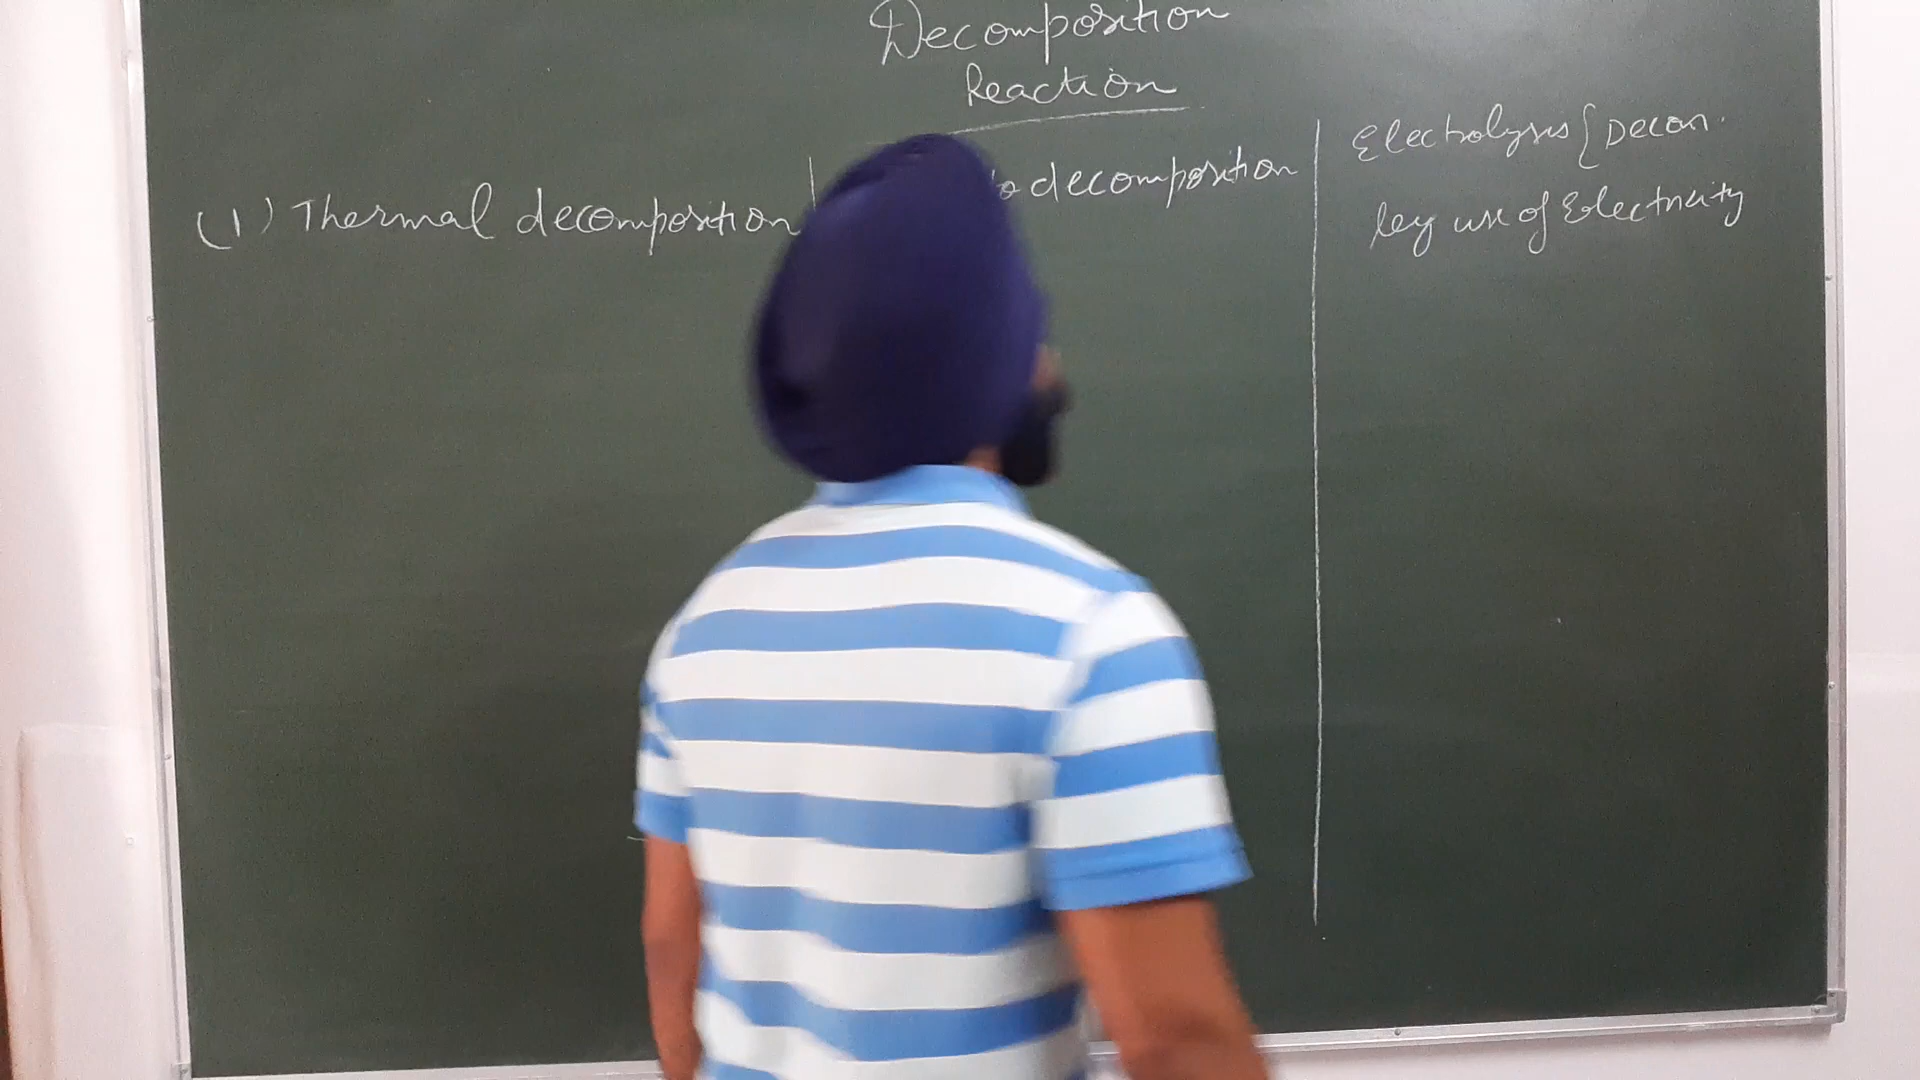 Decomposition
Reaction
(1) Thermal decomposition
decomposition
Electrolysis { Decom.
by use of Electricity